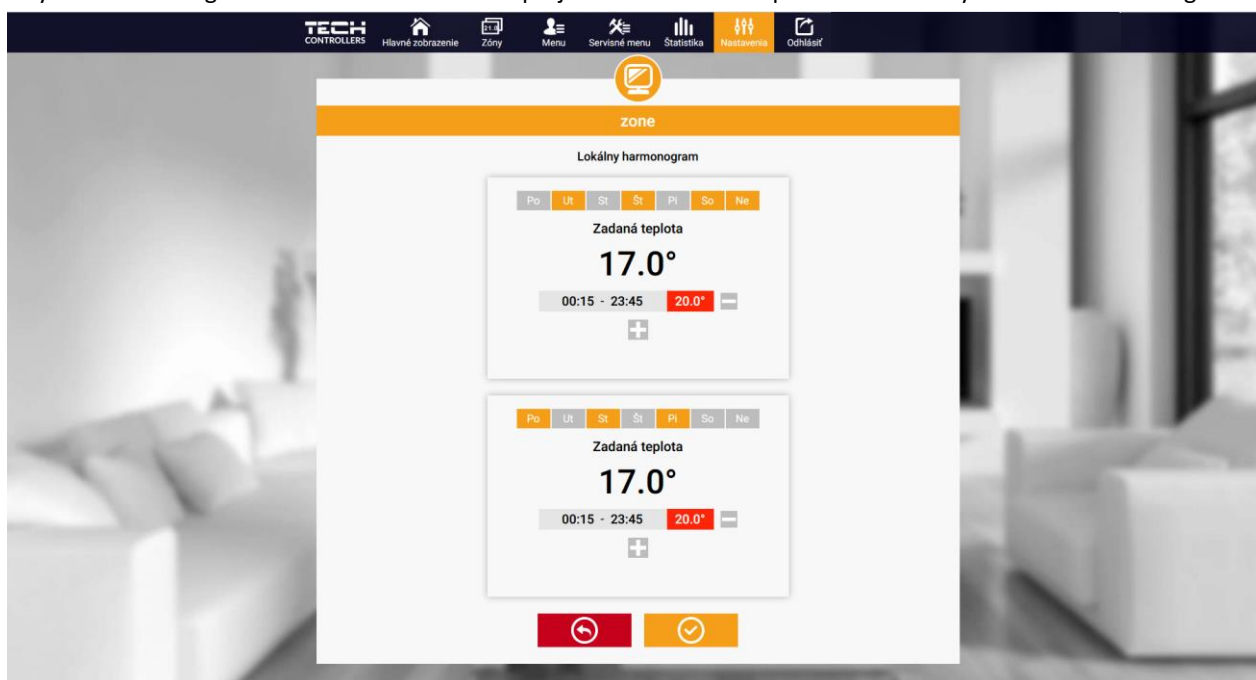 TECH
CONTROLLERS
Hlavné zobrazenie
Zóny
Menu
Servisné menu
Štatistika
Nastavenia
Odhlásiť
zone
Lokálny harmonogram
Po Ut St Št Pi So Ne
Zadaná teplota
17.0°
00:15 - 23:45 20.0°
Po Ut St Št Pi So Ne
Zadaná teplota
17.0°
00:15 - 23:45 20.0°